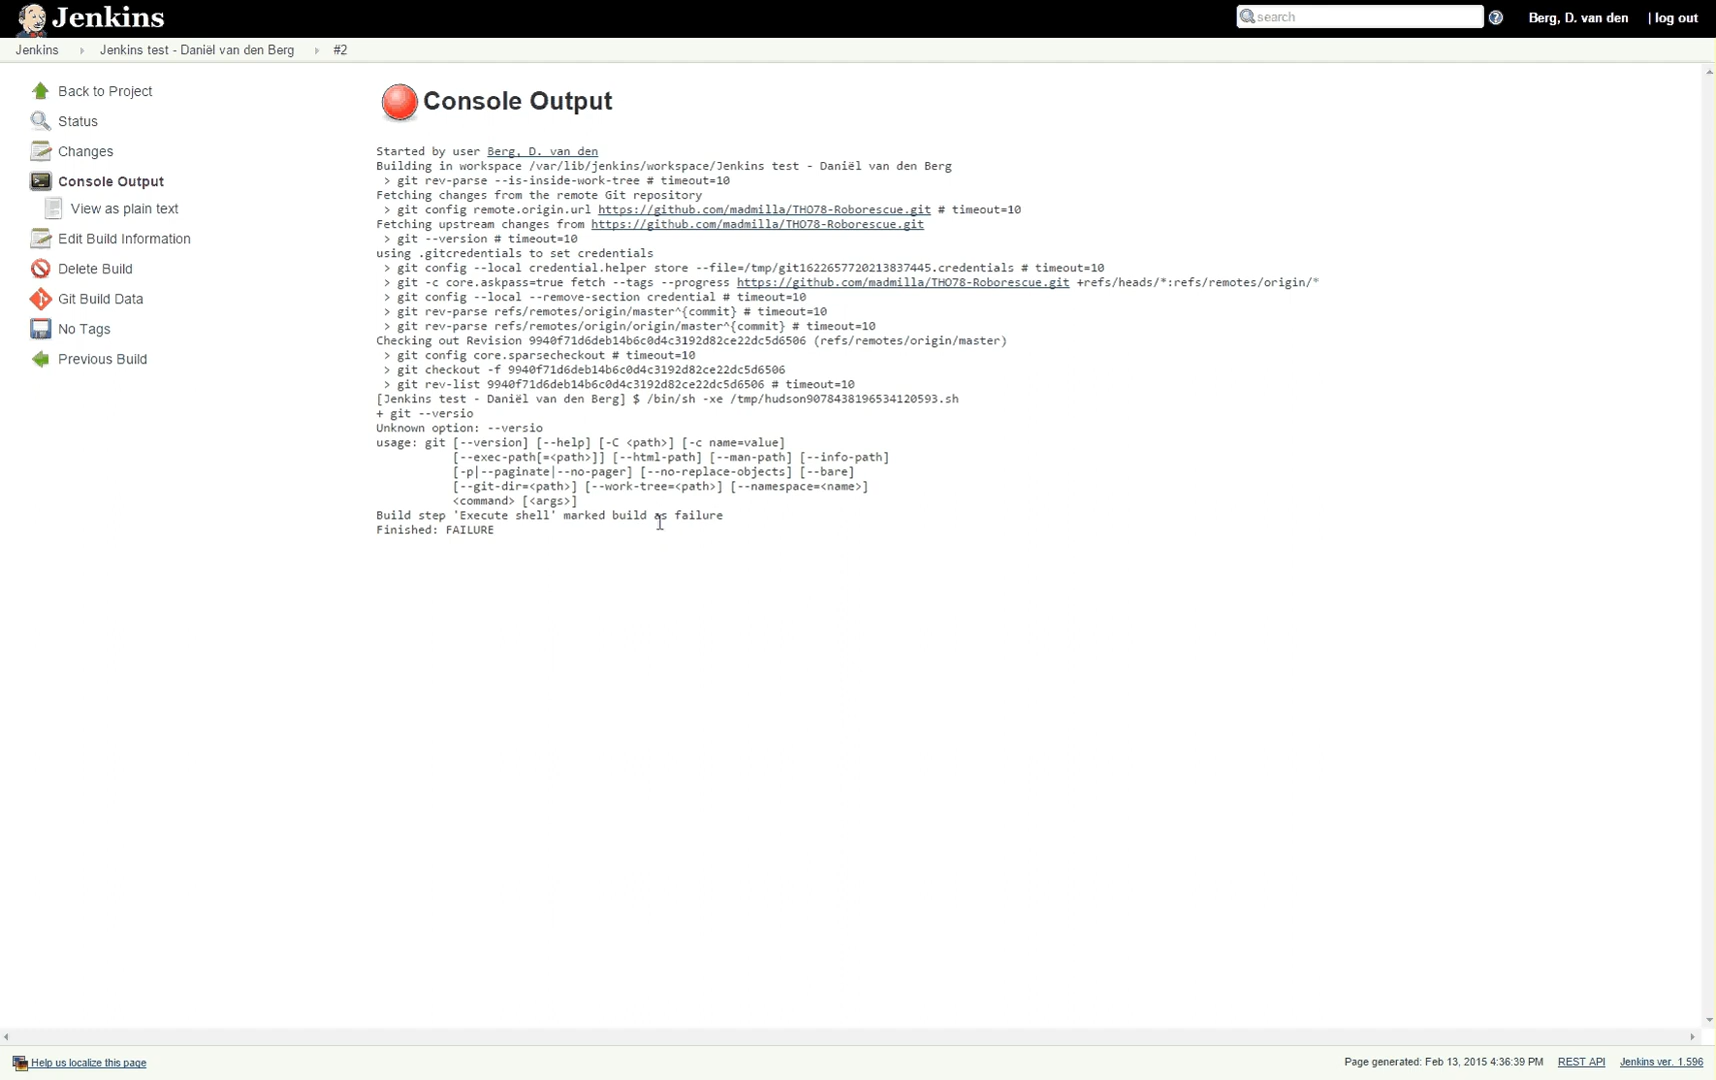 Jenkins
search
Berg, D. van den
| log out
Jenkins
Jenkins test - Daniël van den Berg
#2
Back to Project
Status
Changes
Console Output
View as plain text
Edit Build Information
Delete Build
Git Build Data
No Tags
Previous Build
Console Output
Started by user Berg, D. van den
Building in workspace /var/lib/jenkins/workspace/Jenkins test - Daniël van den Berg
> git rev-parse --is-inside-work-tree # timeout=10
Fetching changes from the remote Git repository
> git config remote.origin.url https://github.com/madmilla/THO78-Roborescue.git # timeout=10
Fetching upstream changes from https://github.com/madmilla/THO78-Roborescue.git
> git --version # timeout=10
using .gitcredentials to set credentials
> git config --local credential.helper store --file=/tmp/git1622657720213837445.credentials # timeout=10
> git -c core.askpass=true fetch --tags --progress https://github.com/madmilla/THO78-Roborescue.git +refs/heads/*:refs/remotes/origin/*
> git config --local --remove-section credential # timeout=10
> git rev-parse refs/remotes/origin/master^{commit} # timeout=10
> git rev-parse refs/remotes/origin/origin/master^{commit} # timeout=10
Checking out Revision 9940f71d6deb14b6c0d4c3192d82ce22dc5d6506 (refs/remotes/origin/master)
> git config core.sparsecheckout # timeout=10
> git checkout -f 9940f71d6deb14b6c0d4c3192d82ce22dc5d6506
> git rev-list 9940f71d6deb14b6c0d4c3192d82ce22dc5d6506 # timeout=10
[Jenkins test - Daniël van den Berg] $ /bin/sh -xe /tmp/hudson9078438196534120593.sh
+ git --versio
Unknown option: --versio
usage: git [--version] [--help] [-C <path>] [-c name=value]
[--exec-path[=<path>]] [--html-path] [--man-path] [--info-path]
[-p|--paginate|--no-pager] [--no-replace-objects] [--bare]
[--git-dir=<path>] [--work-tree=<path>] [--namespace=<name>]
<command> [<args>]
Build step 'Execute shell' marked build as failure
Finished: FAILURE
Help us localize this page
Page generated: Feb 13, 2015 4:36:39 PM
REST API
Jenkins ver. 1.596